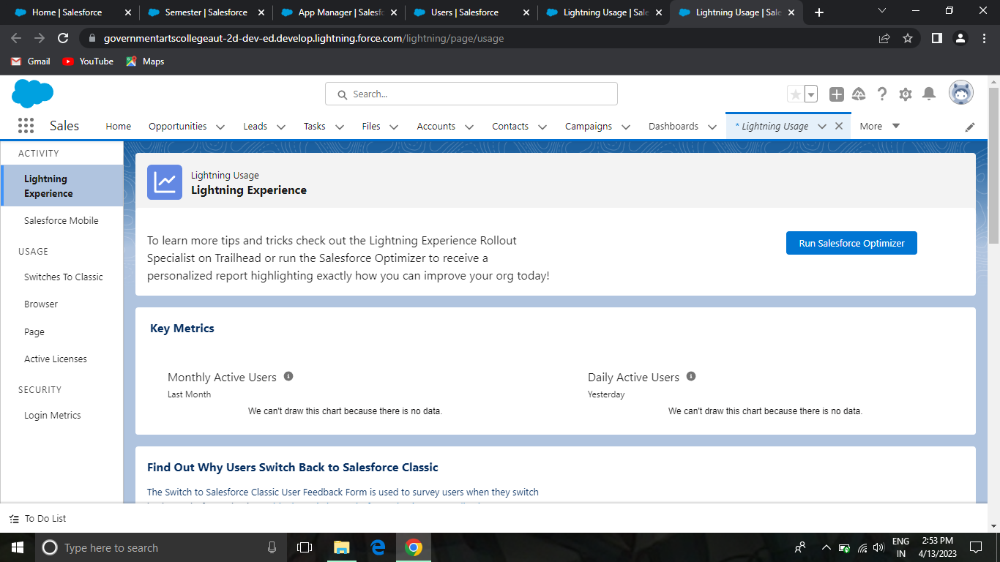 Home | Salesforce
Semester | Salesforce
App Manager | Salesf
Users | Salesforce
Lightning Usage | Sale
Lightning Usage | Sale
governmentartscollegeaut-2d-dev-ed.develop.lightning.force.com/lightning/page/usage
Gmail
YouTube
Maps
Search...
Sales
Home
Opportunities
Leads
Tasks
Files
Accounts
Contacts
Campaigns
Dashboards
* Lightning Usage
More
ACTIVITY
Lightning
Experience
Salesforce Mobile
USAGE
Switches To Classic
Browser
Page
Active Licenses
SECURITY
Login Metrics
Lightning Usage
Lightning Experience
To learn more tips and tricks check out the Lightning Experience Rollout
Specialist on Trailhead or run the Salesforce Optimizer to receive a
personalized report highlighting exactly how you can improve your org today!
Run Salesforce Optimizer
Key Metrics
Monthly Active Users
Last Month
We can't draw this chart because there is no data.
Daily Active Users
Yesterday
We can't draw this chart because there is no data.
Find Out Why Users Switch Back to Salesforce Classic
The Switch to Salesforce Classic User Feedback Form is used to survey users when they switch
To Do List
Type here to search
ENG
IN
2:53 PM
4/13/2023